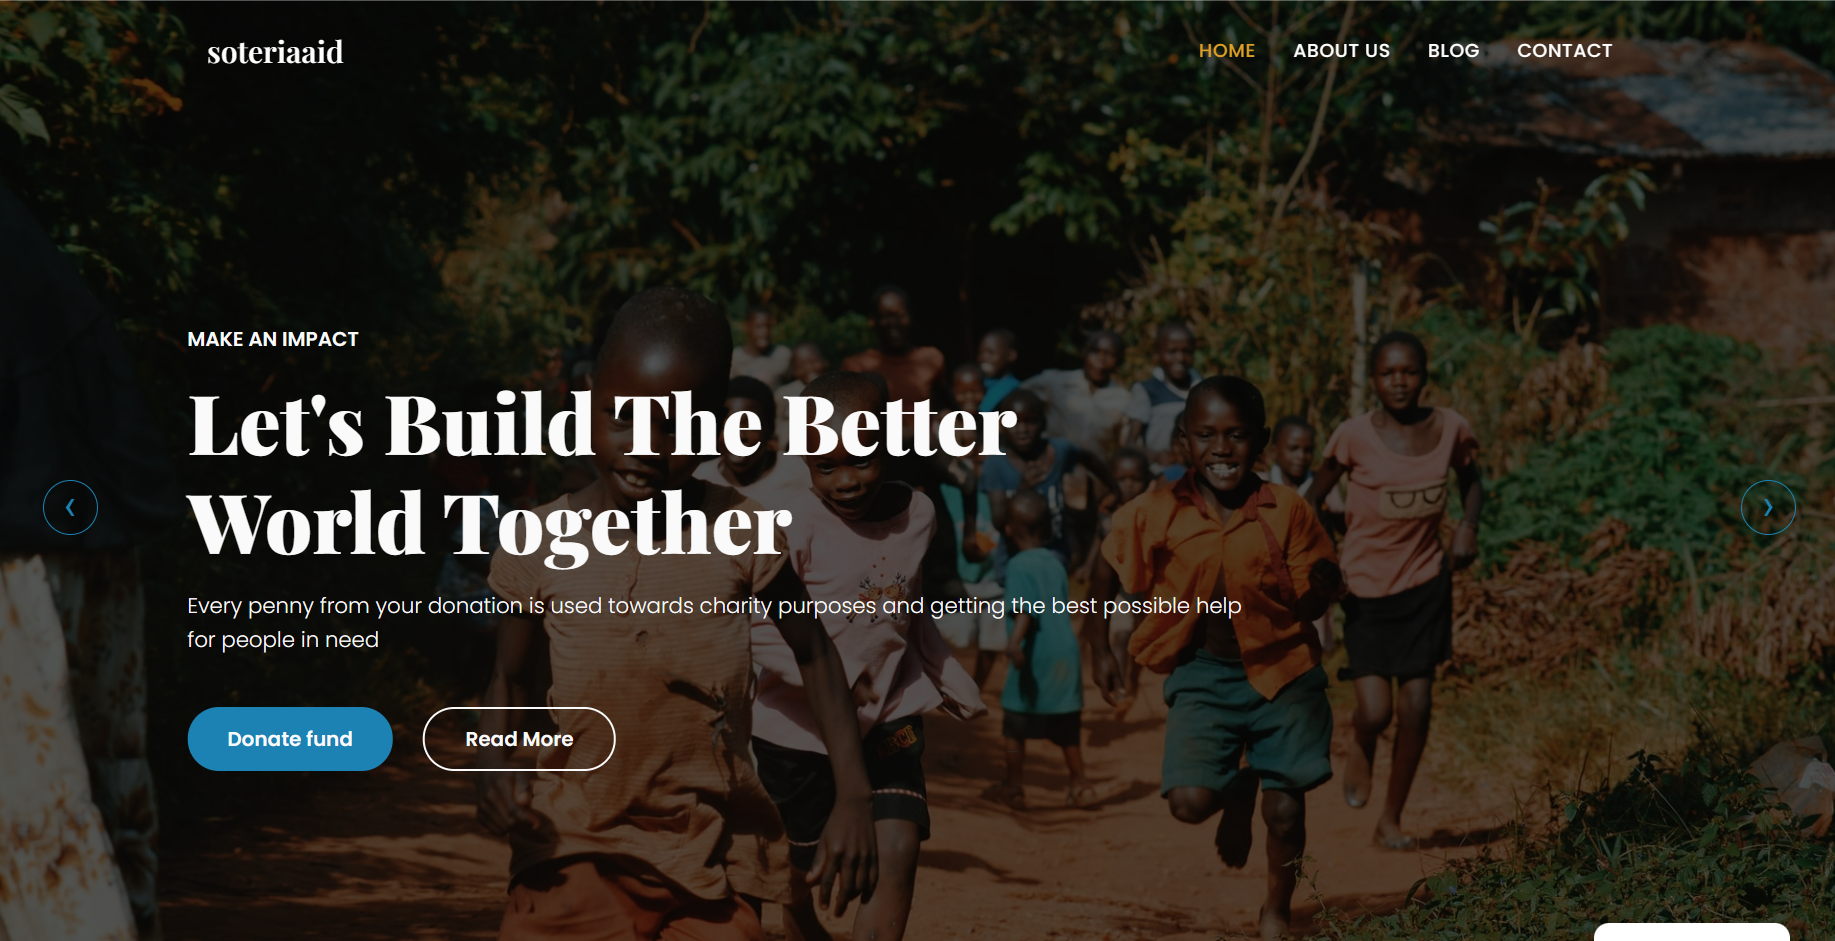 soteriaaid
HOME
ABOUT US
BLOG
CONTACT
MAKE AN IMPACT
Let's Build The Better
World Together
Every penny from your donation is used towards charity purposes and getting the best possible help
for people in need
Donate fund
Read More